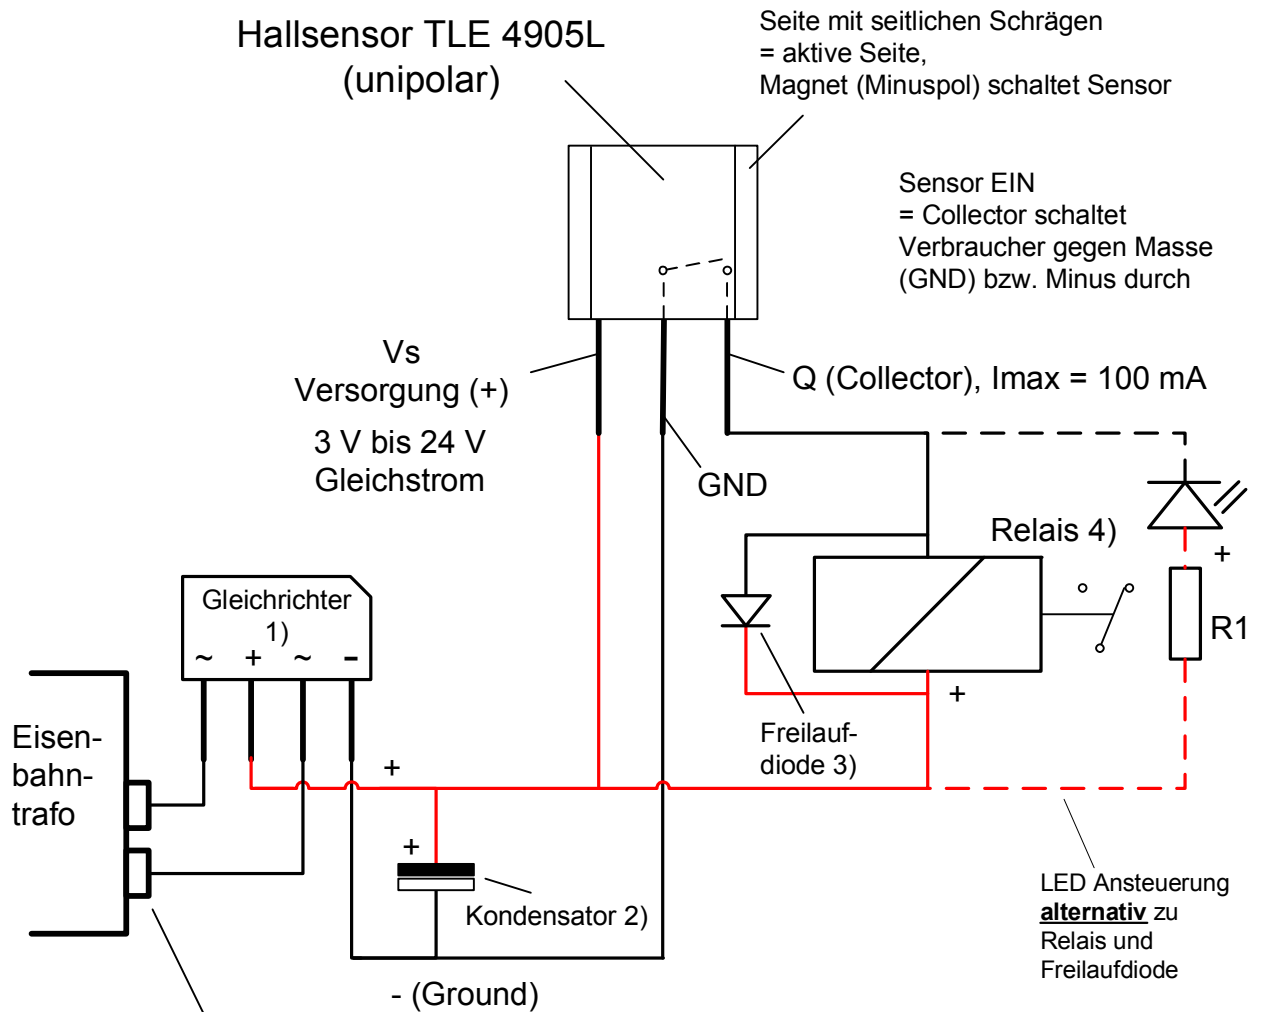 Hallsensor TLE 4905L
(unipolar)
Seite mit seitlichen Schrägen
= aktive Seite,
Magnet (Minuspol) schaltet Sensor
Sensor EIN
= Collector schaltet
Verbraucher gegen Masse
(GND) bzw. Minus durch
Vs
Versorgung (+)
3 V bis 24 V
Gleichstrom
Q (Collector), Imax = 100 mA
GND
Relais 4)
+
R1
Gleichrichter
1)
~ + ~ -
+
Freilauf-
diode 3)
Eisen-
bahn-
trafo
+
+
Kondensator 2)
LED Ansteuerung
alternativ zu
Relais und
Freilaufdiode
- (Ground)